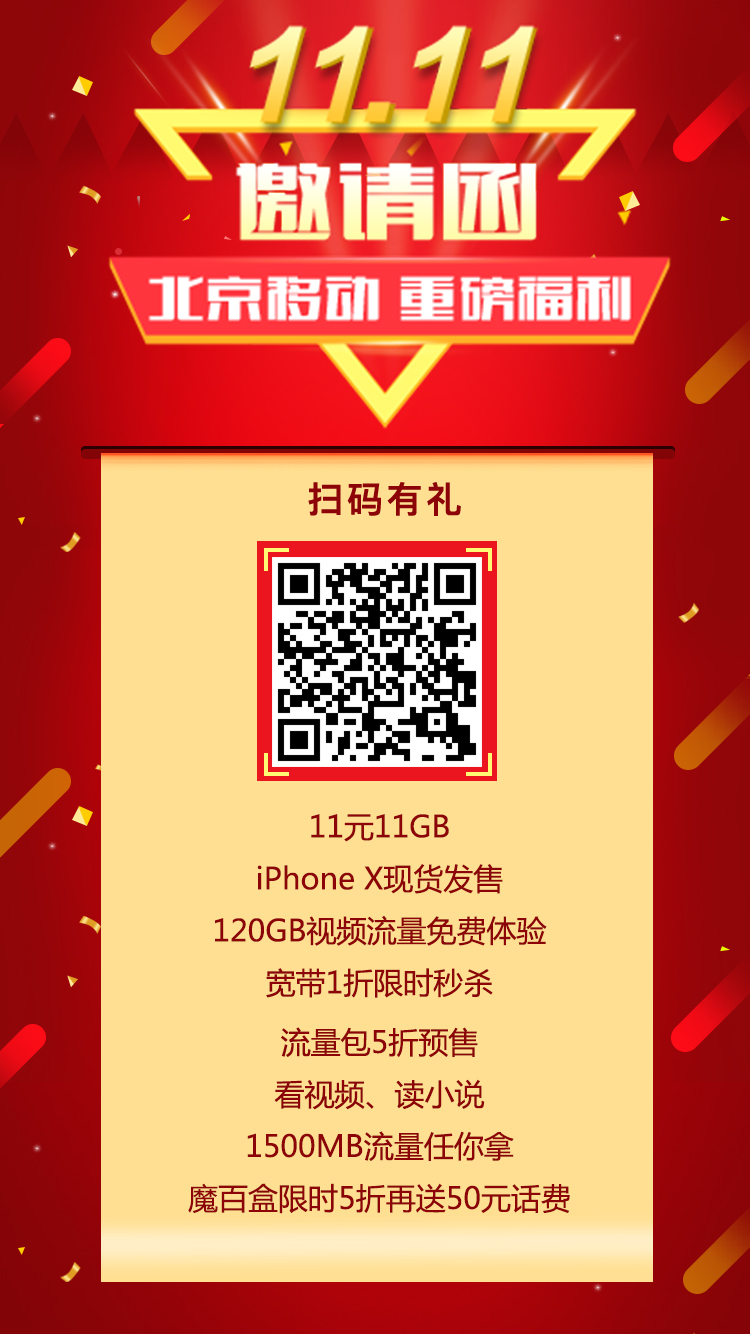 11.11
邀请函
北京移动 重磅福利
扫码有礼
11元11GB
iPhone X现货发售
120GB视频流量免费体验
宽带1折限时秒杀
流量包5折预售
看视频、读小说
1500MB流量任你拿
魔百盒限时5折再送50元话费